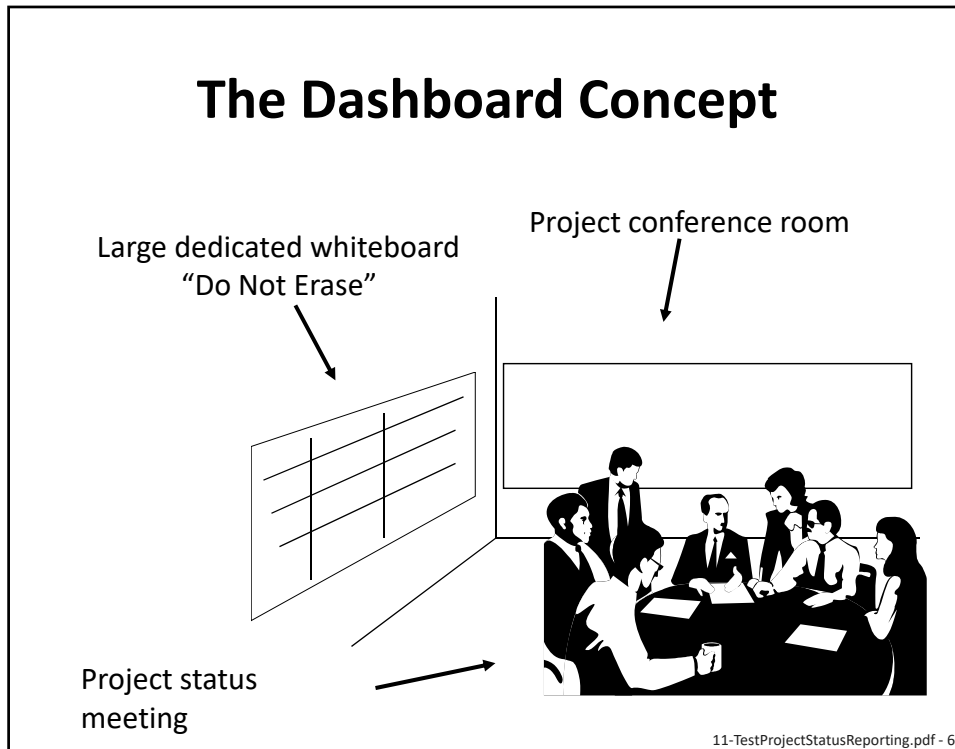 The Dashboard Concept
Large dedicated whiteboard
“Do Not Erase”
Project conference room
Project status
meeting
11-TestProjectStatusReporting.pdf - 6